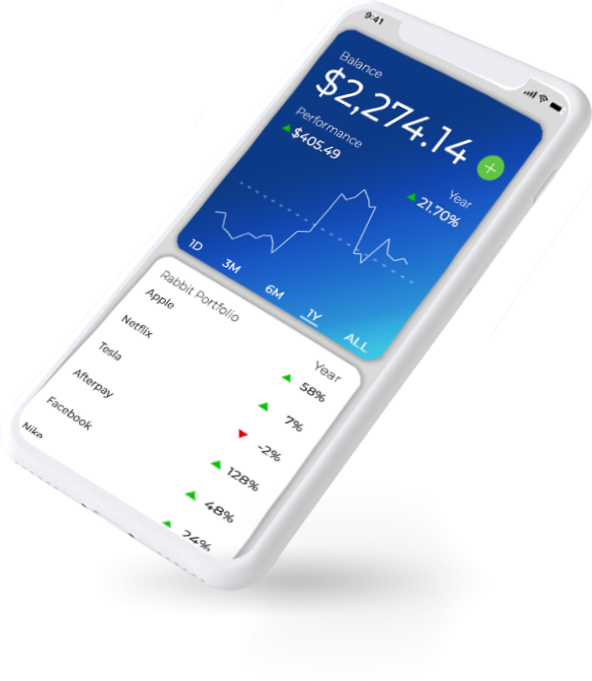 9:41
Balance
$2,274.14
+
Performance
$405.49
Year
21.70%
1D 3M 6M 1Y ALL
Rabbit Portfolio
Year
Apple 58%
Netflix 7%
Tesla -2%
Afterpay 128%
Facebook 48%
Nike 24%